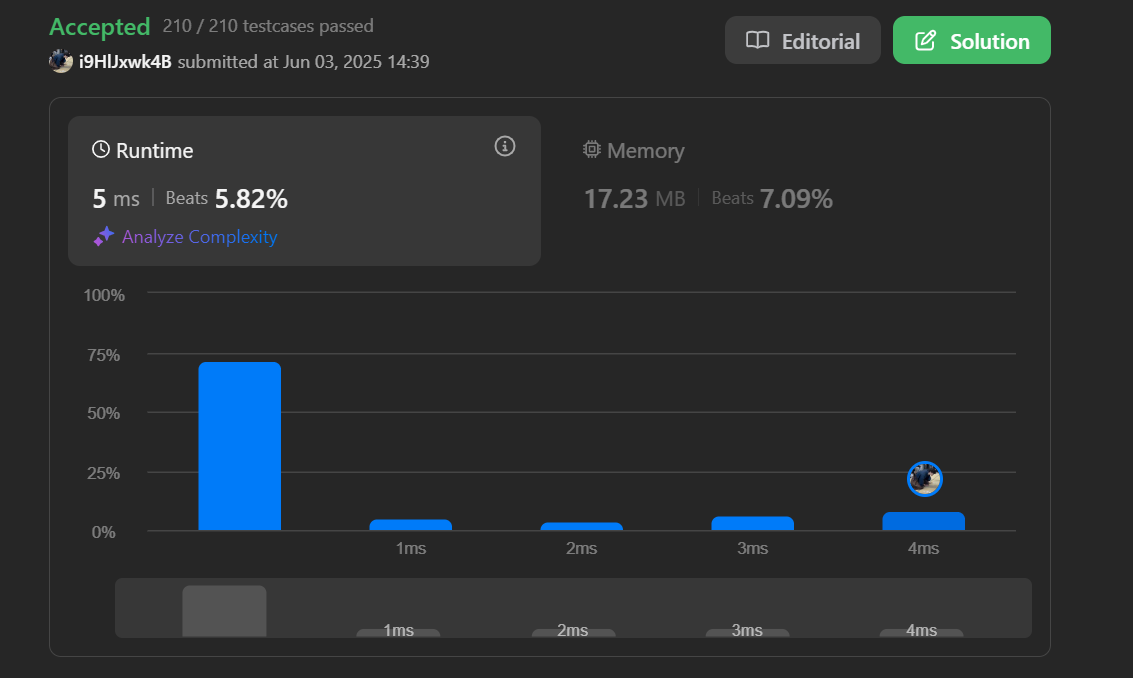 Accepted 210 / 210 testcases passed
Editorial
Solution
i9HlJxwk4B submitted at Jun 03, 2025 14:39
Runtime
5 ms | Beats 5.82%
Analyze Complexity
Memory
17.23 MB | Beats 7.09%
100%
75%
50%
25%
0%
1ms 2ms 3ms 4ms
1ms 2ms 3ms 4ms